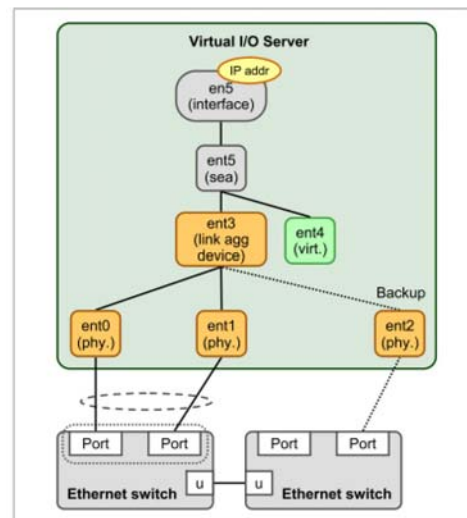 Virtual I/O Server
IP addr
en5
(interface)
ent5
(sea)
ent3
(link agg
device)
ent4
(virt.)
Backup
ent0
(phy.)
ent1
(phy.)
ent2
(phy.)
Port
Port
Port
Port
u
u
Ethernet switch
Ethernet switch